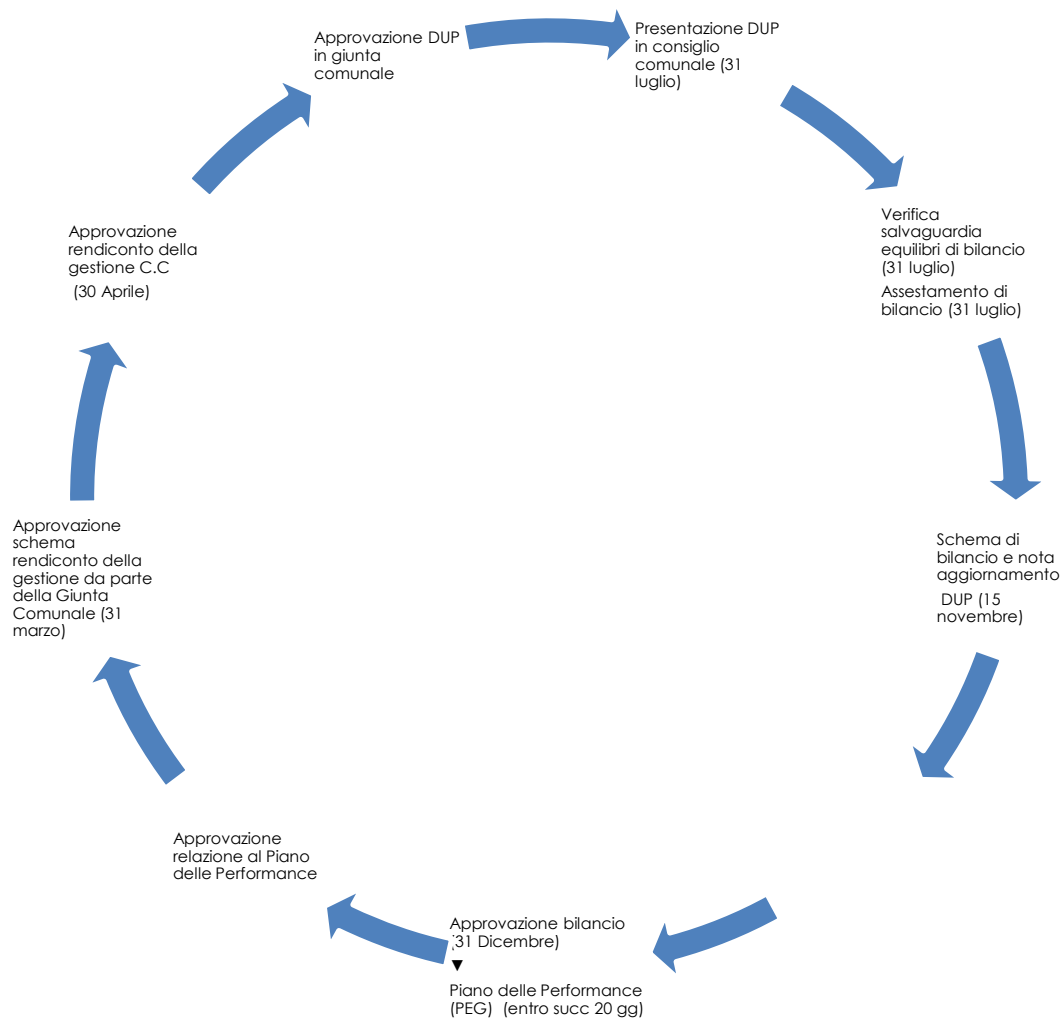 Approvazione DUP
in giunta
comunale
Presentazione DUP
in consiglio
comunale (31
luglio)
Verifica
salvaguardia
equilibri di bilancio
(31 luglio)
Assestamento di
bilancio (31 luglio)
Schema di
bilancio e nota
aggiornamento
DUP (15
novembre)
Approvazione bilancio
(31 Dicembre)
Piano delle Performance
(PEG) (entro succ 20 gg)
Approvazione
relazione al Piano
delle Performance
Approvazione
schema
rendiconto della
gestione da parte
della Giunta
Comunale (31
marzo)
Approvazione
rendiconto della
gestione C.C
(30 Aprile)